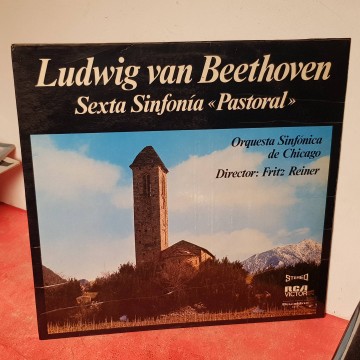 Ludwig van Beethoven
Sexta Sinfonía «Pastoral»
Orquesta Sinfónica
de Chicago
Director: Fritz Reiner
STEREO
RCA
VICTOR